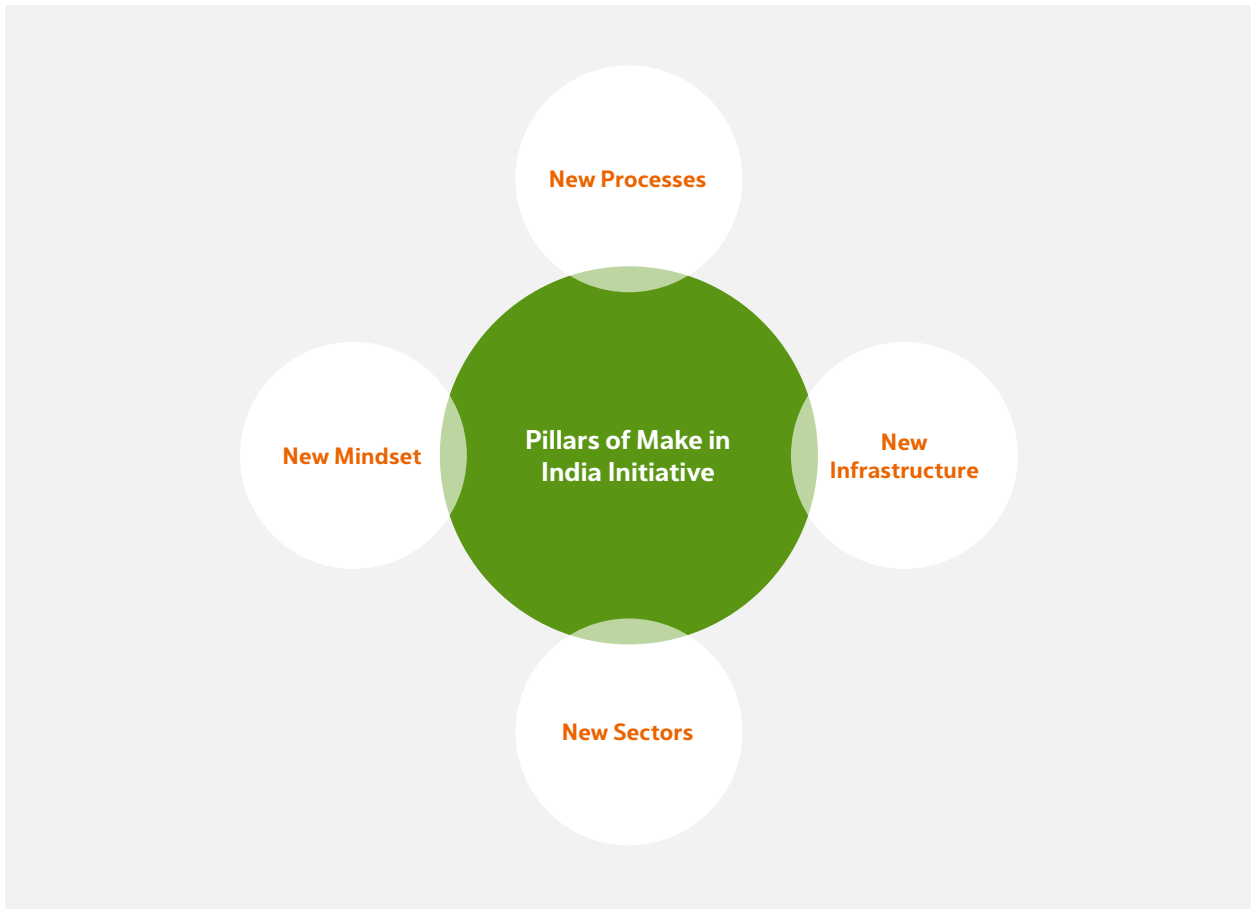 New Processes
New Mindset
Pillars of Make in
India Initiative
New
Infrastructure
New Sectors